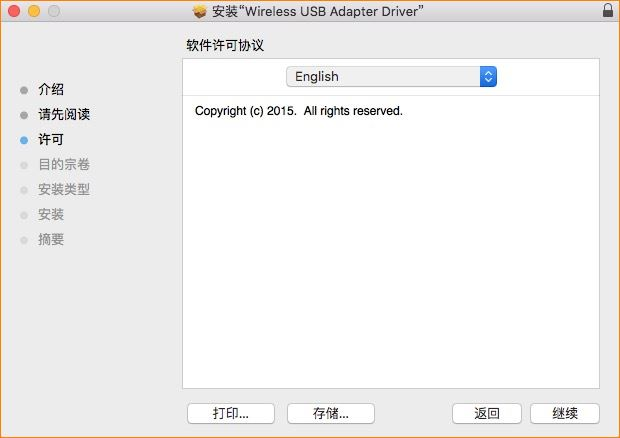 安装“Wireless USB Adapter Driver”
软件许可协议
English
介绍
请先阅读
许可
目的宗卷
安装类型
安装
摘要
Copyright (c) 2015.  All rights reserved.
打印...
存储...
返回
继续